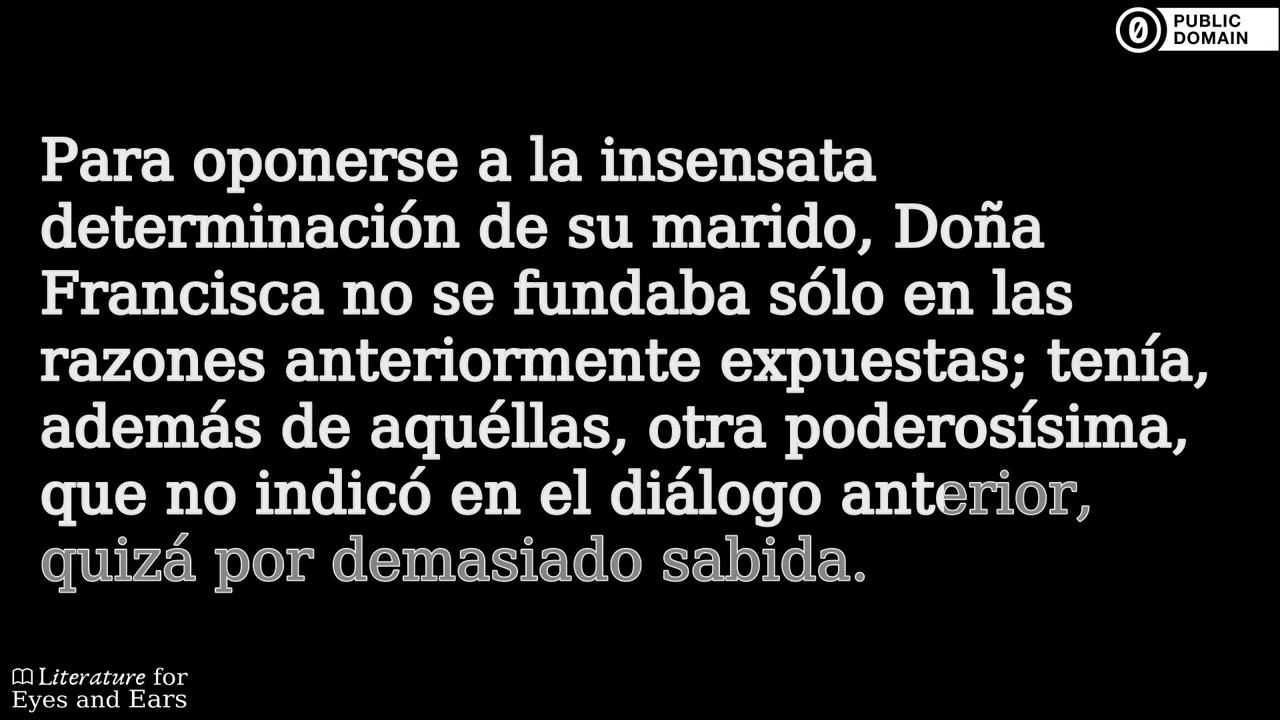 PUBLIC
DOMAIN
Para oponerse a la insensata
determinación de su marido, Doña
Francisca no se fundaba sólo en las
razones anteriormente expuestas; tenía,
además de aquéllas, otra poderosísima,
que no indicó en el diálogo anterior,
quizá por demasiado sabida.
Literature for
Eyes and Ears